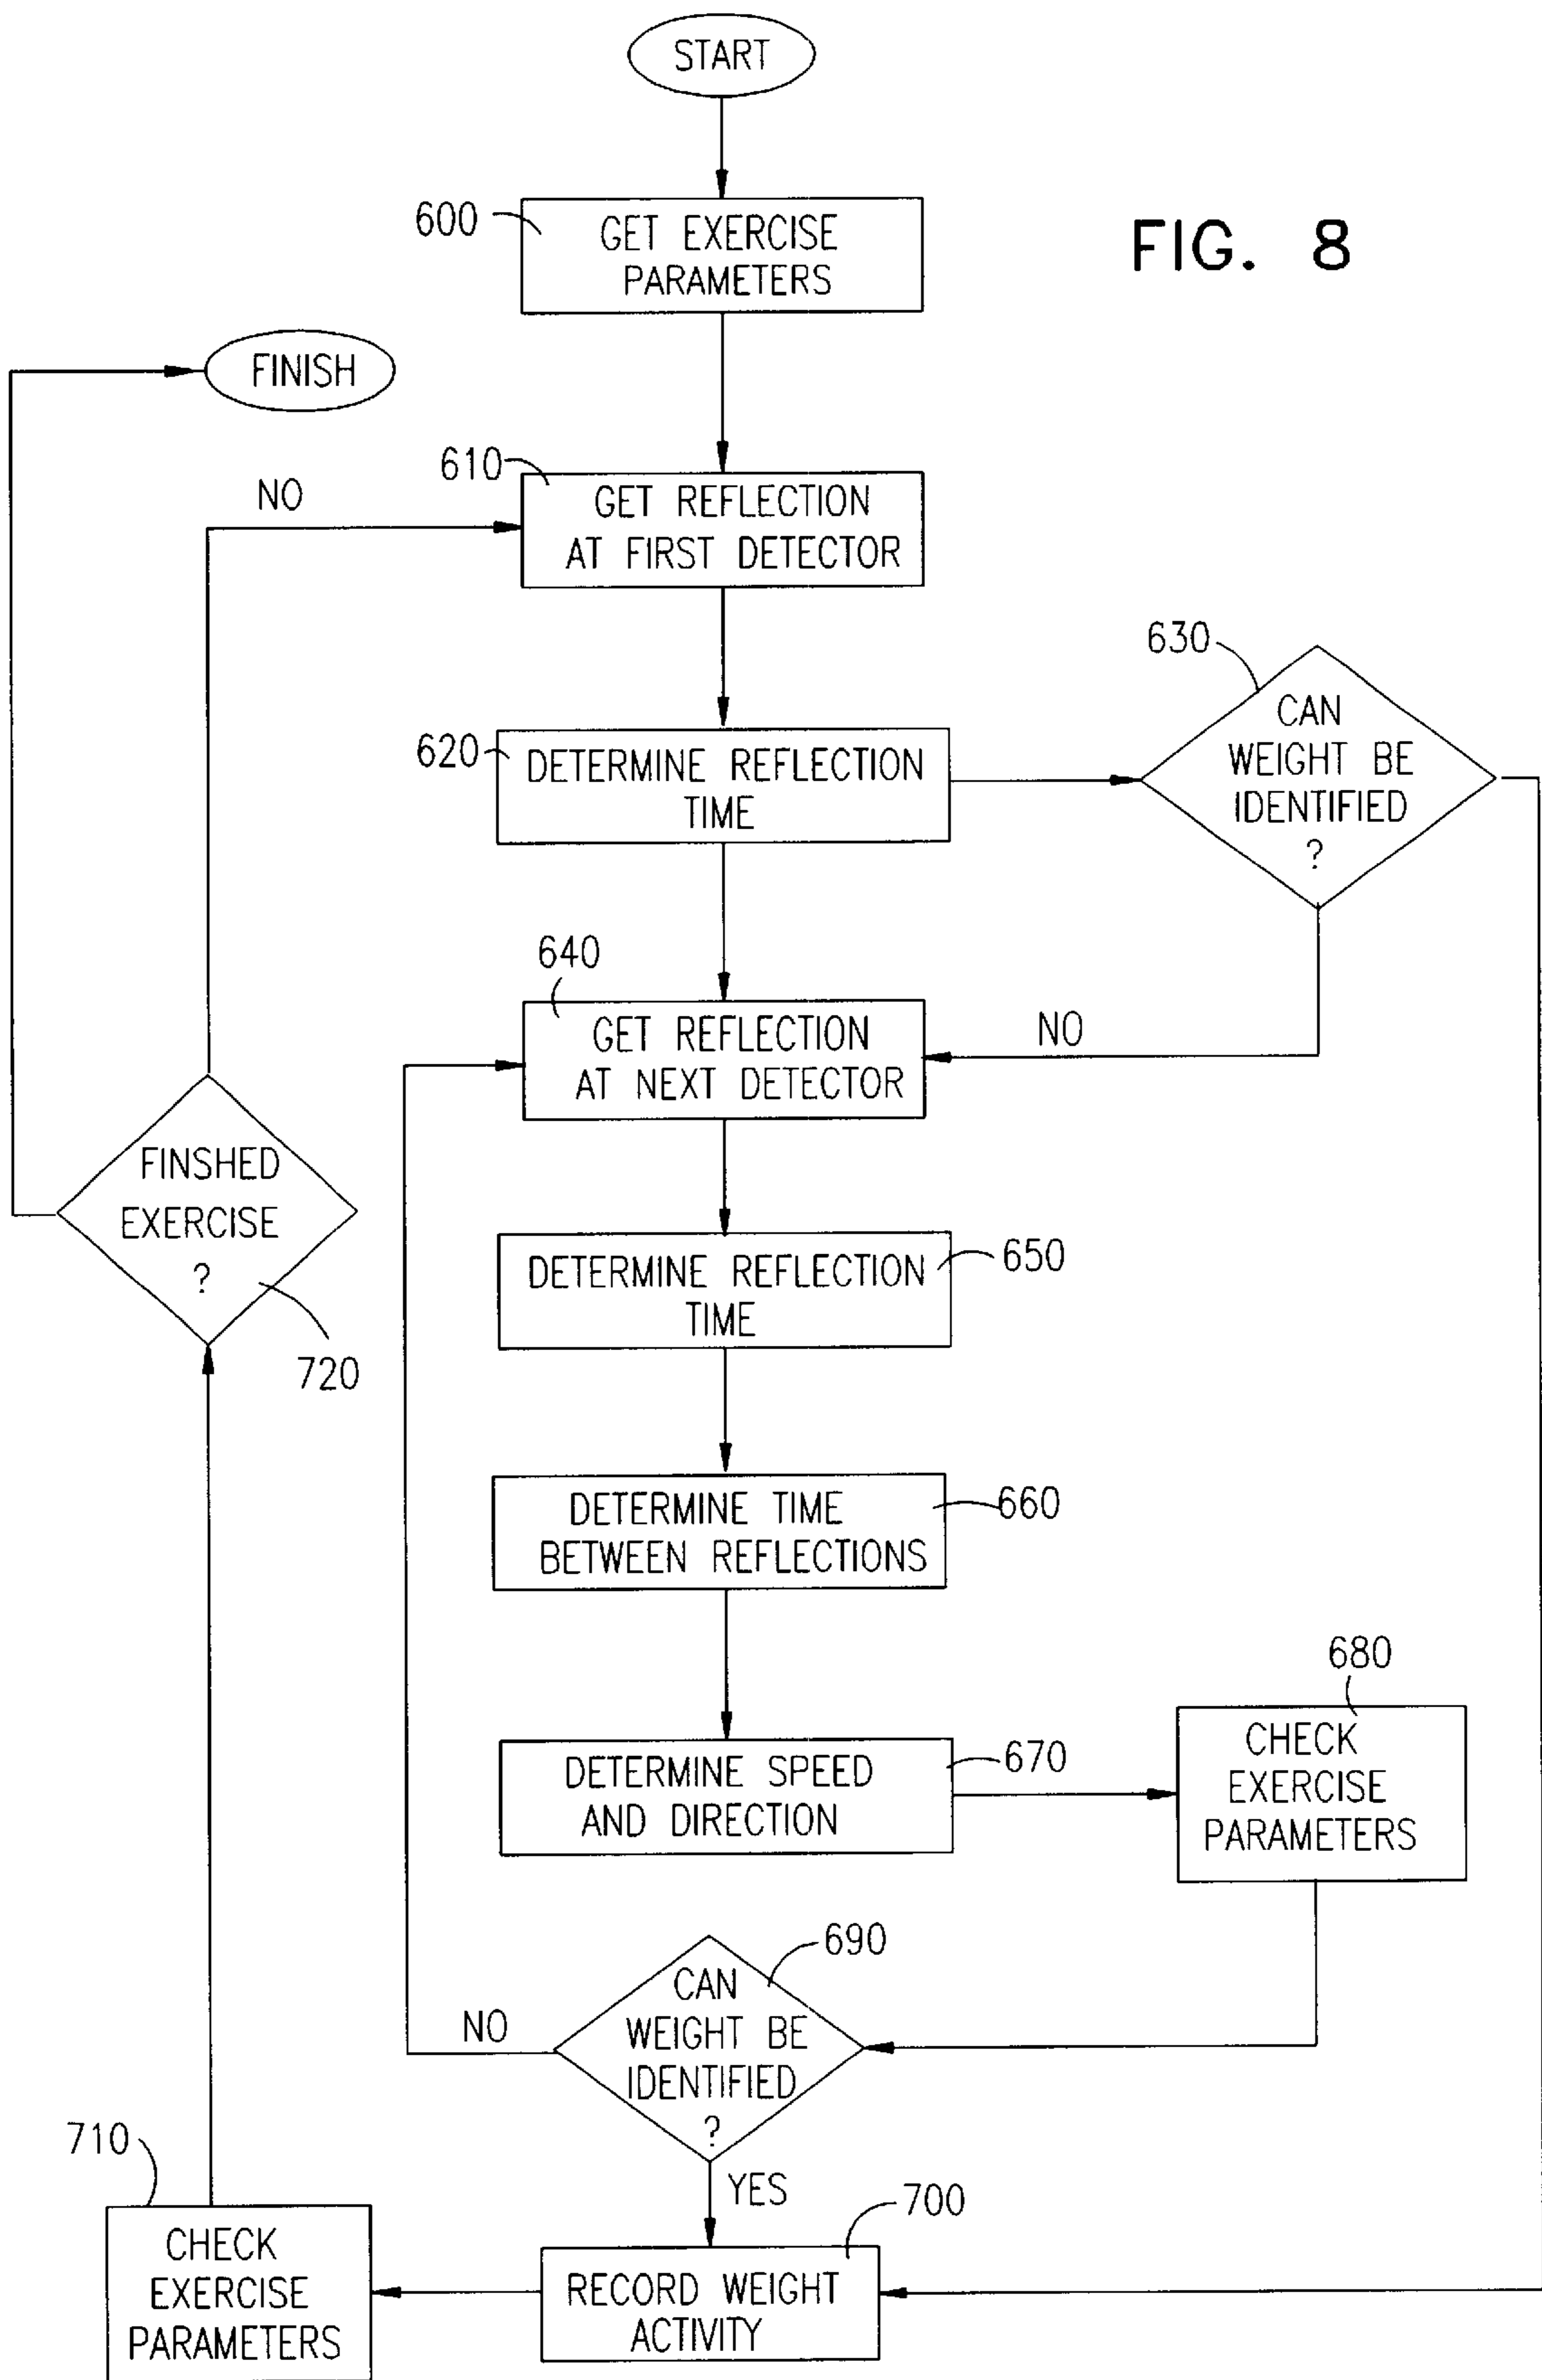 START
600
GET EXERCISE
PARAMETERS
FIG. 8
FINISH
610
NO
GET REFLECTION
AT FIRST DETECTOR
630
CAN
WEIGHT BE
IDENTIFIED
?
620
DETERMINE REFLECTION
TIME
640
GET REFLECTION
AT NEXT DETECTOR
NO
FINSHED
EXERCISE
?
720
DETERMINE REFLECTION
TIME
650
DETERMINE TIME
BETWEEN REFLECTIONS
660
DETERMINE SPEED
AND DIRECTION
670
680
CHECK
EXERCISE
PARAMETERS
690
CAN
WEIGHT BE
IDENTIFIED
?
NO
YES
700
RECORD WEIGHT
ACTIVITY
710
CHECK
EXERCISE
PARAMETERS